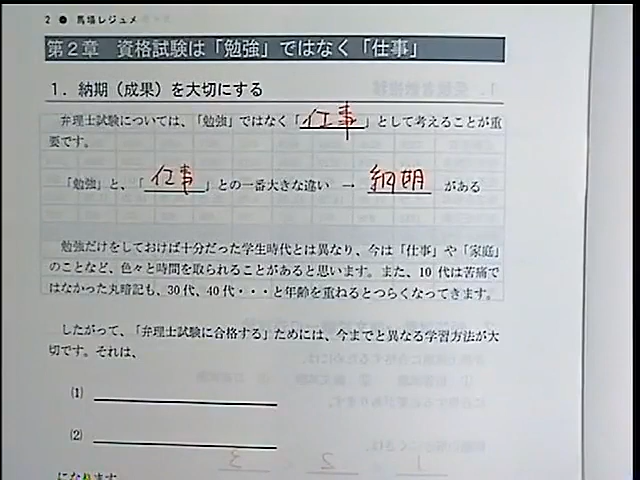 2 ● 馬場レジュメ
第2章 資格試験は「勉強」ではなく「仕事」
1．納期（成果）を大切にする
弁理士試験については、「勉強」ではなく「仕事」として考えることが重
要です。
「勉強」と、「仕事」との一番大きな違い → 納期 がある
勉強だけをしておけば十分だった学生時代とは異なり、今は「仕事」や「家庭」
のことなど、色々と時間を取られることがあると思います。また、10 代は苦痛で
はなかった丸暗記も、30 代、40 代・・・と年齢を重ねるとつらくなってきます。
したがって、「弁理士試験に合格する」ためには、今までと異なる学習方法が大
切です。それは、
(1)
(2)
になります